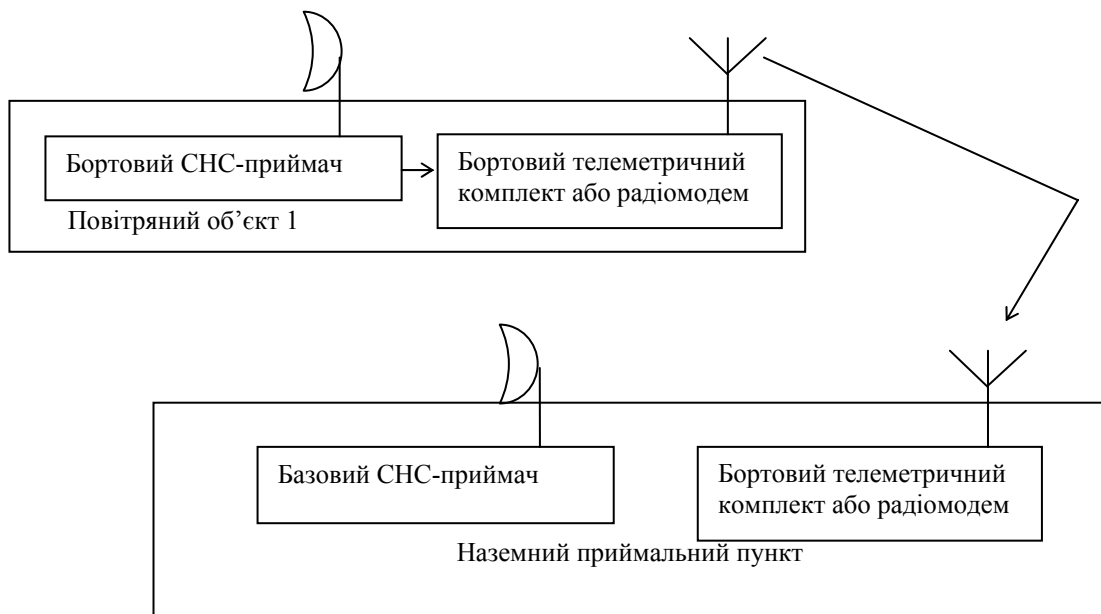 Бортовий СНС-приймач
Бортовий телеметричний
комплект або радіомодем
Повітряний об’єкт 1
Базовий СНС-приймач
Бортовий телеметричний
комплект або радіомодем
Наземний приймальний пункт